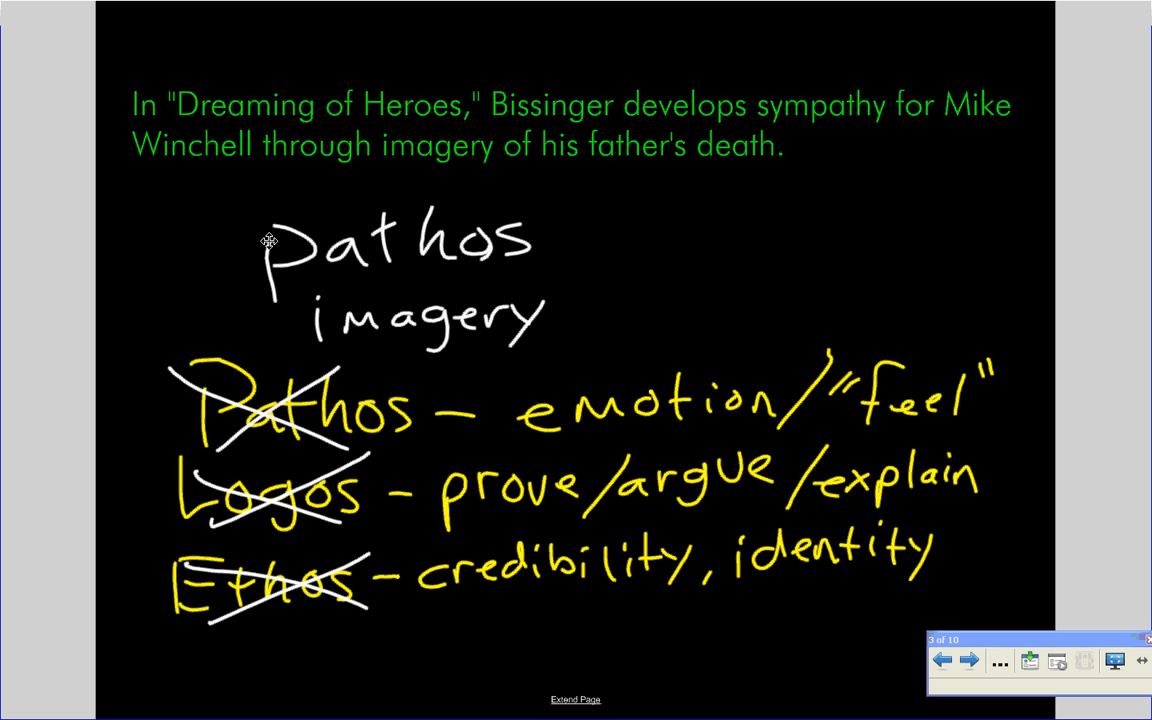 In "Dreaming of Heroes," Bissinger develops sympathy for Mike
Winchell through imagery of his father's death.
pathos
imagery
Pathos - emotion/"feel"
Logos - prove/argue/explain
Ethos - credibility, identity
3 of 10
...
Extend Page